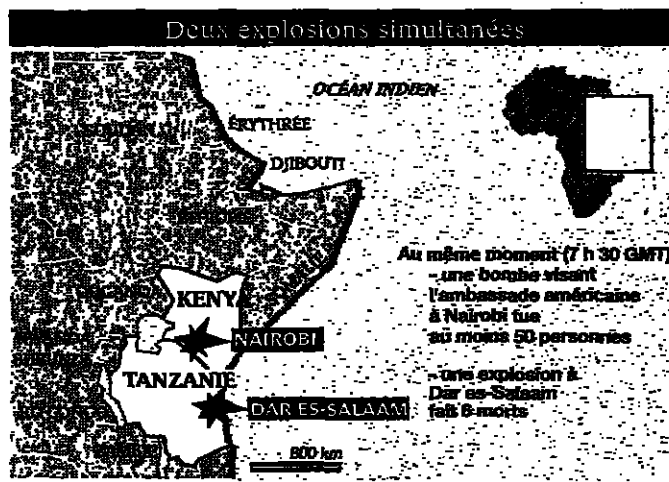 Deux explosions simultanées
OCÉAN INDIEN
ÉRYTHRÉE
DJIBOUTI
Au même moment (7 h 30 GMT)
- une bombe visant
l'ambassade américaine
à Nairobi tue
au moins 50 personnes
KENYA
NAIROBI
TANZANIE
- une explosion à
Dar es-Salaam
fait 6 morts
DAR ES-SALAAM
800 km